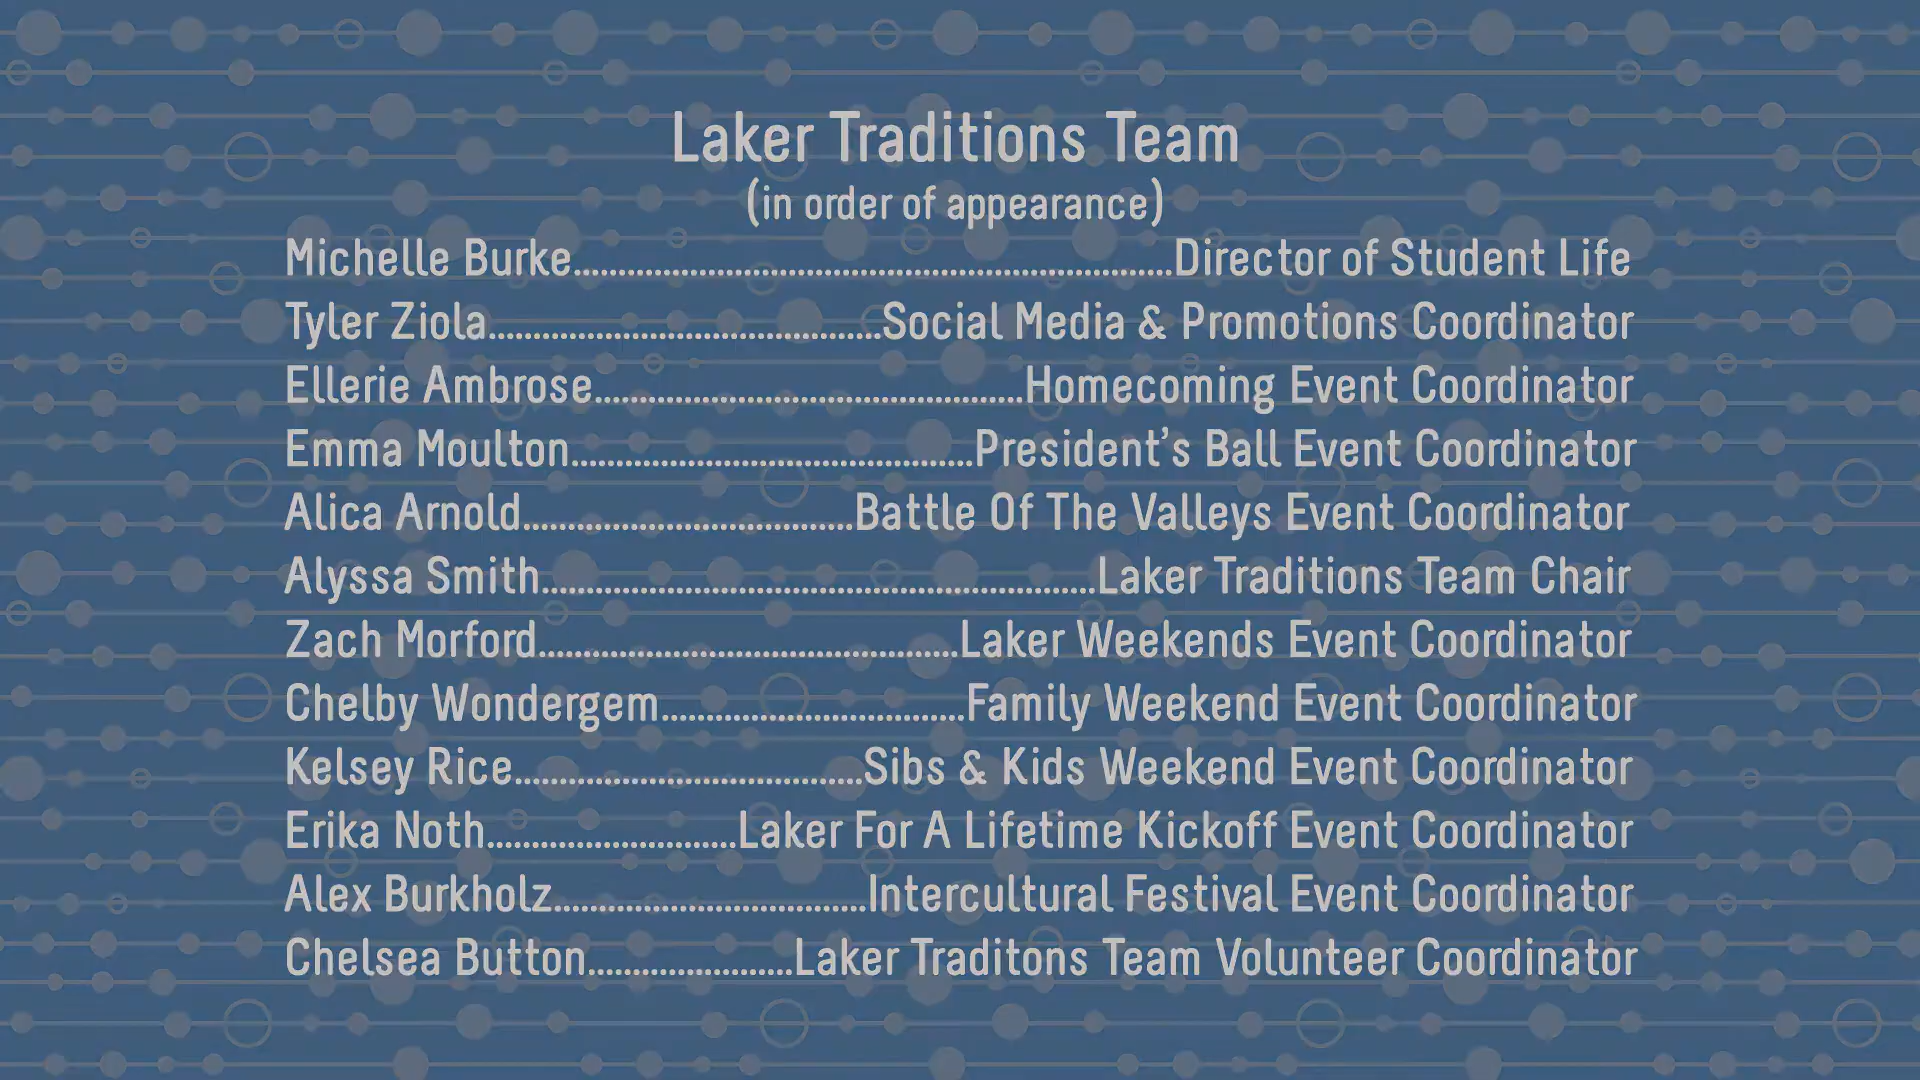 Laker Traditions Team
(in order of appearance)
Michelle Burke..................................................................Director of Student Life
Tyler Ziola...........................................Social Media & Promotions Coordinator
Ellerie Ambrose...............................................Homecoming Event Coordinator
Emma Moulton............................................President's Ball Event Coordinator
Alica Arnold....................................Battle Of The Valleys Event Coordinator
Alyssa Smith.............................................................Laker Traditions Team Chair
Zach Morford..............................................Laker Weekends Event Coordinator
Chelby Wondergem.................................Family Weekend Event Coordinator
Kelsey Rice......................................Sibs & Kids Weekend Event Coordinator
Erika Noth...........................Laker For A Lifetime Kickoff Event Coordinator
Alex Burkholz..................................Intercultural Festival Event Coordinator
Chelsea Button......................Laker Traditons Team Volunteer Coordinator